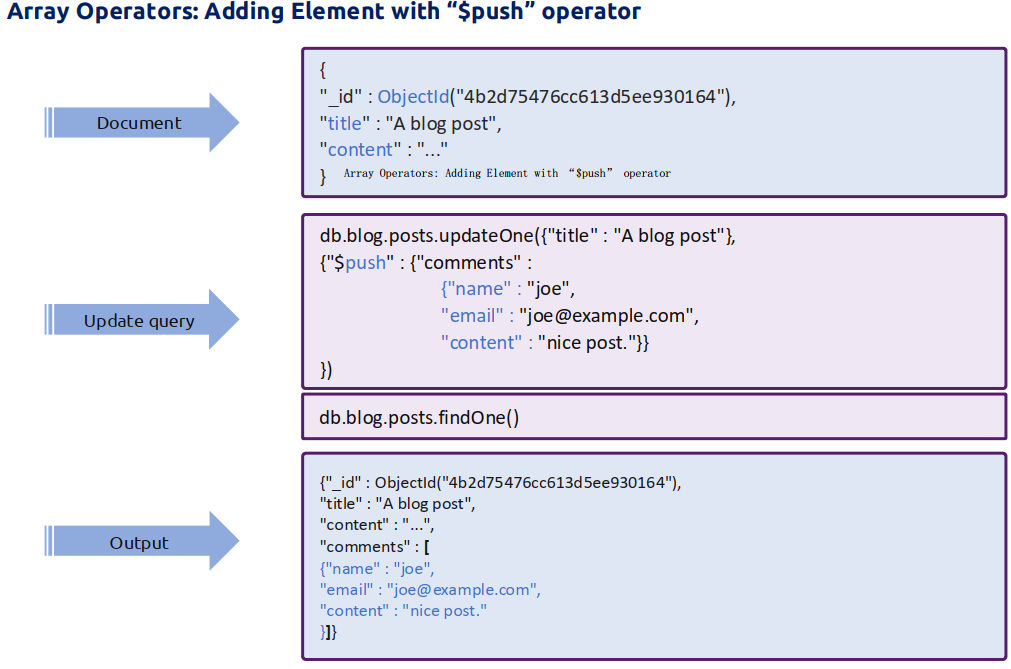 Array Operators: Adding Element with “$push” operator
Document
{
"_id" : ObjectId("4b2d75476cc613d5ee930164"),
"title" : "A blog post",
"content" : "..."
} Array Operators: Adding Element with “$push” operator
Update query
db.blog.posts.updateOne({"title" : "A blog post"},
{"$push" : {"comments" :
{"name" : "joe",
"email" : "joe@example.com",
"content" : "nice post."}}
})
db.blog.posts.findOne()
Output
{"_id" : ObjectId("4b2d75476cc613d5ee930164"),
"title" : "A blog post",
"content" : "...",
"comments" : [
{"name" : "joe",
"email" : "joe@example.com",
"content" : "nice post."
}]}